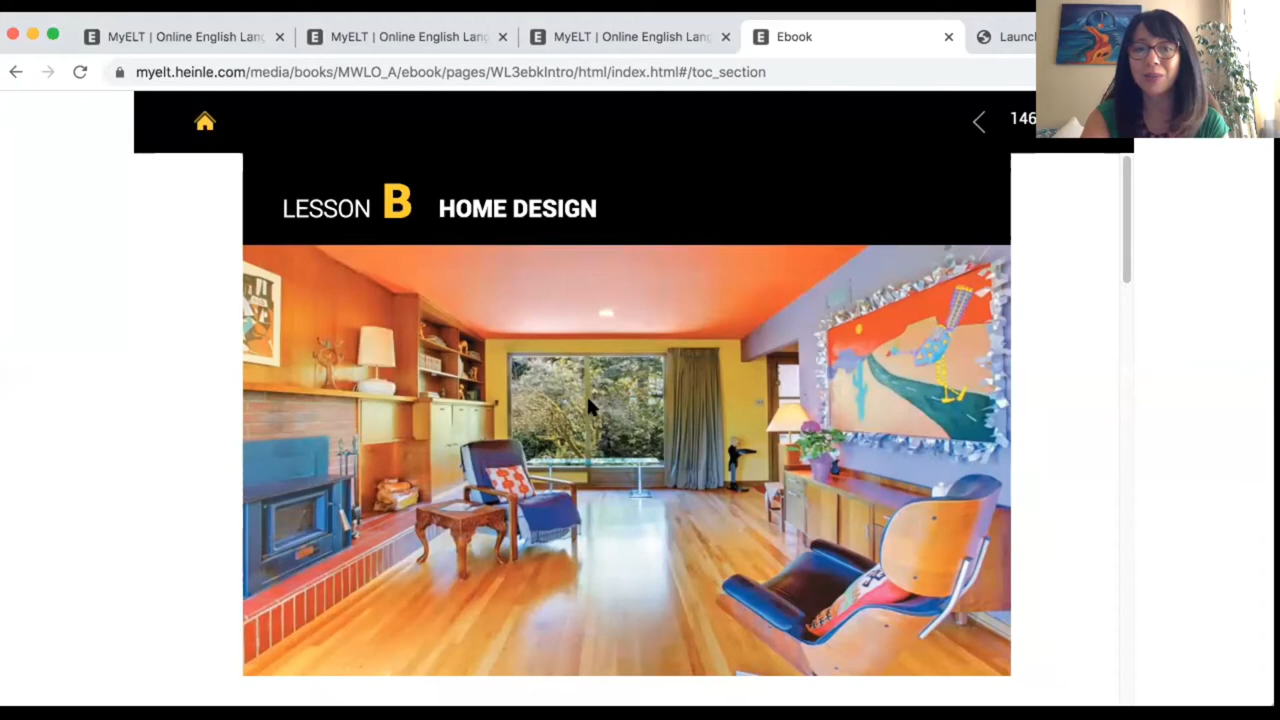 MyELT | Online English Lang
MyELT | Online English Lang
MyELT | Online English Lang
Ebook
Launch
myelt.heinle.com/media/books/MWLO_A/ebook/pages/WL3ebkIntro/html/index.html#/toc_section
146
LESSON B HOME DESIGN